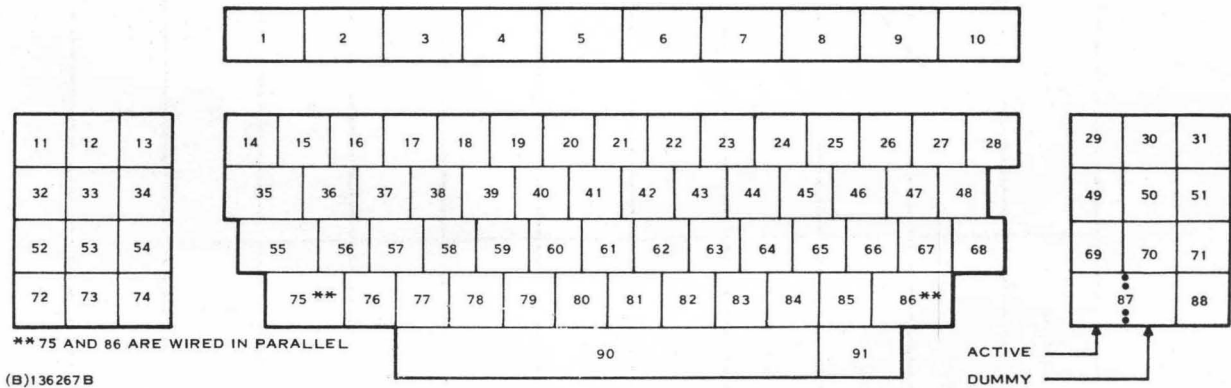 1 2 3 4 5 6 7 8 9 10
11 12 13 14 15 16 17 18 19 20 21 22 23 24 25 26 27 28 29 30 31
32 33 34 35 36 37 38 39 40 41 42 43 44 45 46 47 48 49 50 51
52 53 54 55 56 57 58 59 60 61 62 63 64 65 66 67 68 69 70 71
72 73 74 75 ** 76 77 78 79 80 81 82 83 84 85 86 ** 87 88
** 75 AND 86 ARE WIRED IN PARALLEL
90 91
ACTIVE
DUMMY
(B)136267B